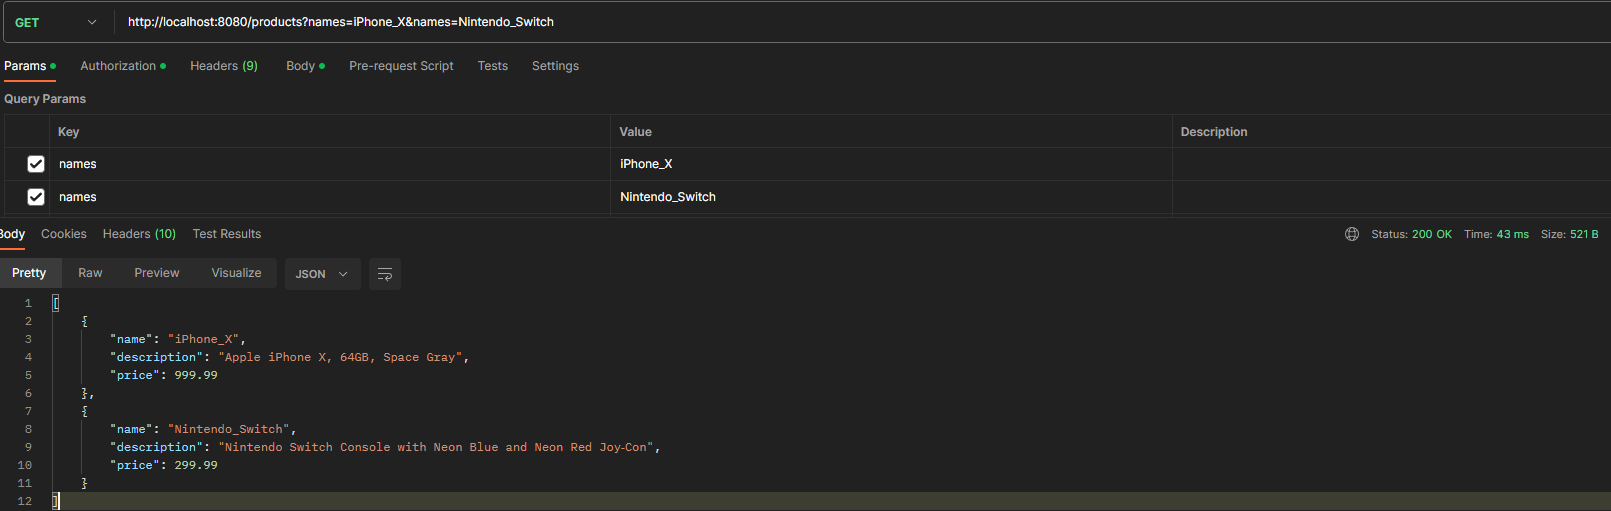 GET http://localhost:8080/products?names=iPhone_X&names=Nintendo_Switch
Params Authorization Headers (9) Body Pre-request Script Tests Settings
Query Params
Key Value Description
names iPhone_X
names Nintendo_Switch
Body Cookies Headers (10) Test Results Status: 200 OK Time: 43 ms Size: 521 B
Pretty Raw Preview Visualize JSON
1 [
2 {
3 "name": "iPhone_X",
4 "description": "Apple iPhone X, 64GB, Space Gray",
5 "price": 999.99
6 },
7 {
8 "name": "Nintendo_Switch",
9 "description": "Nintendo Switch Console with Neon Blue and Neon Red Joy-Con",
10 "price": 299.99
11 }
12 ]